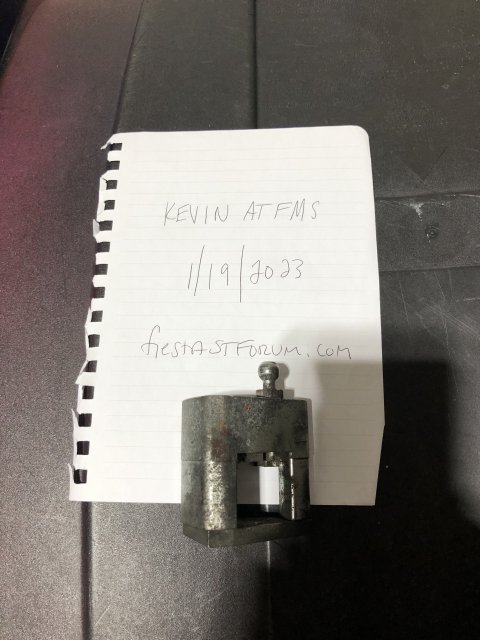 KEVIN AT FMS
1/19/2023
fiestASTFORUM.COM